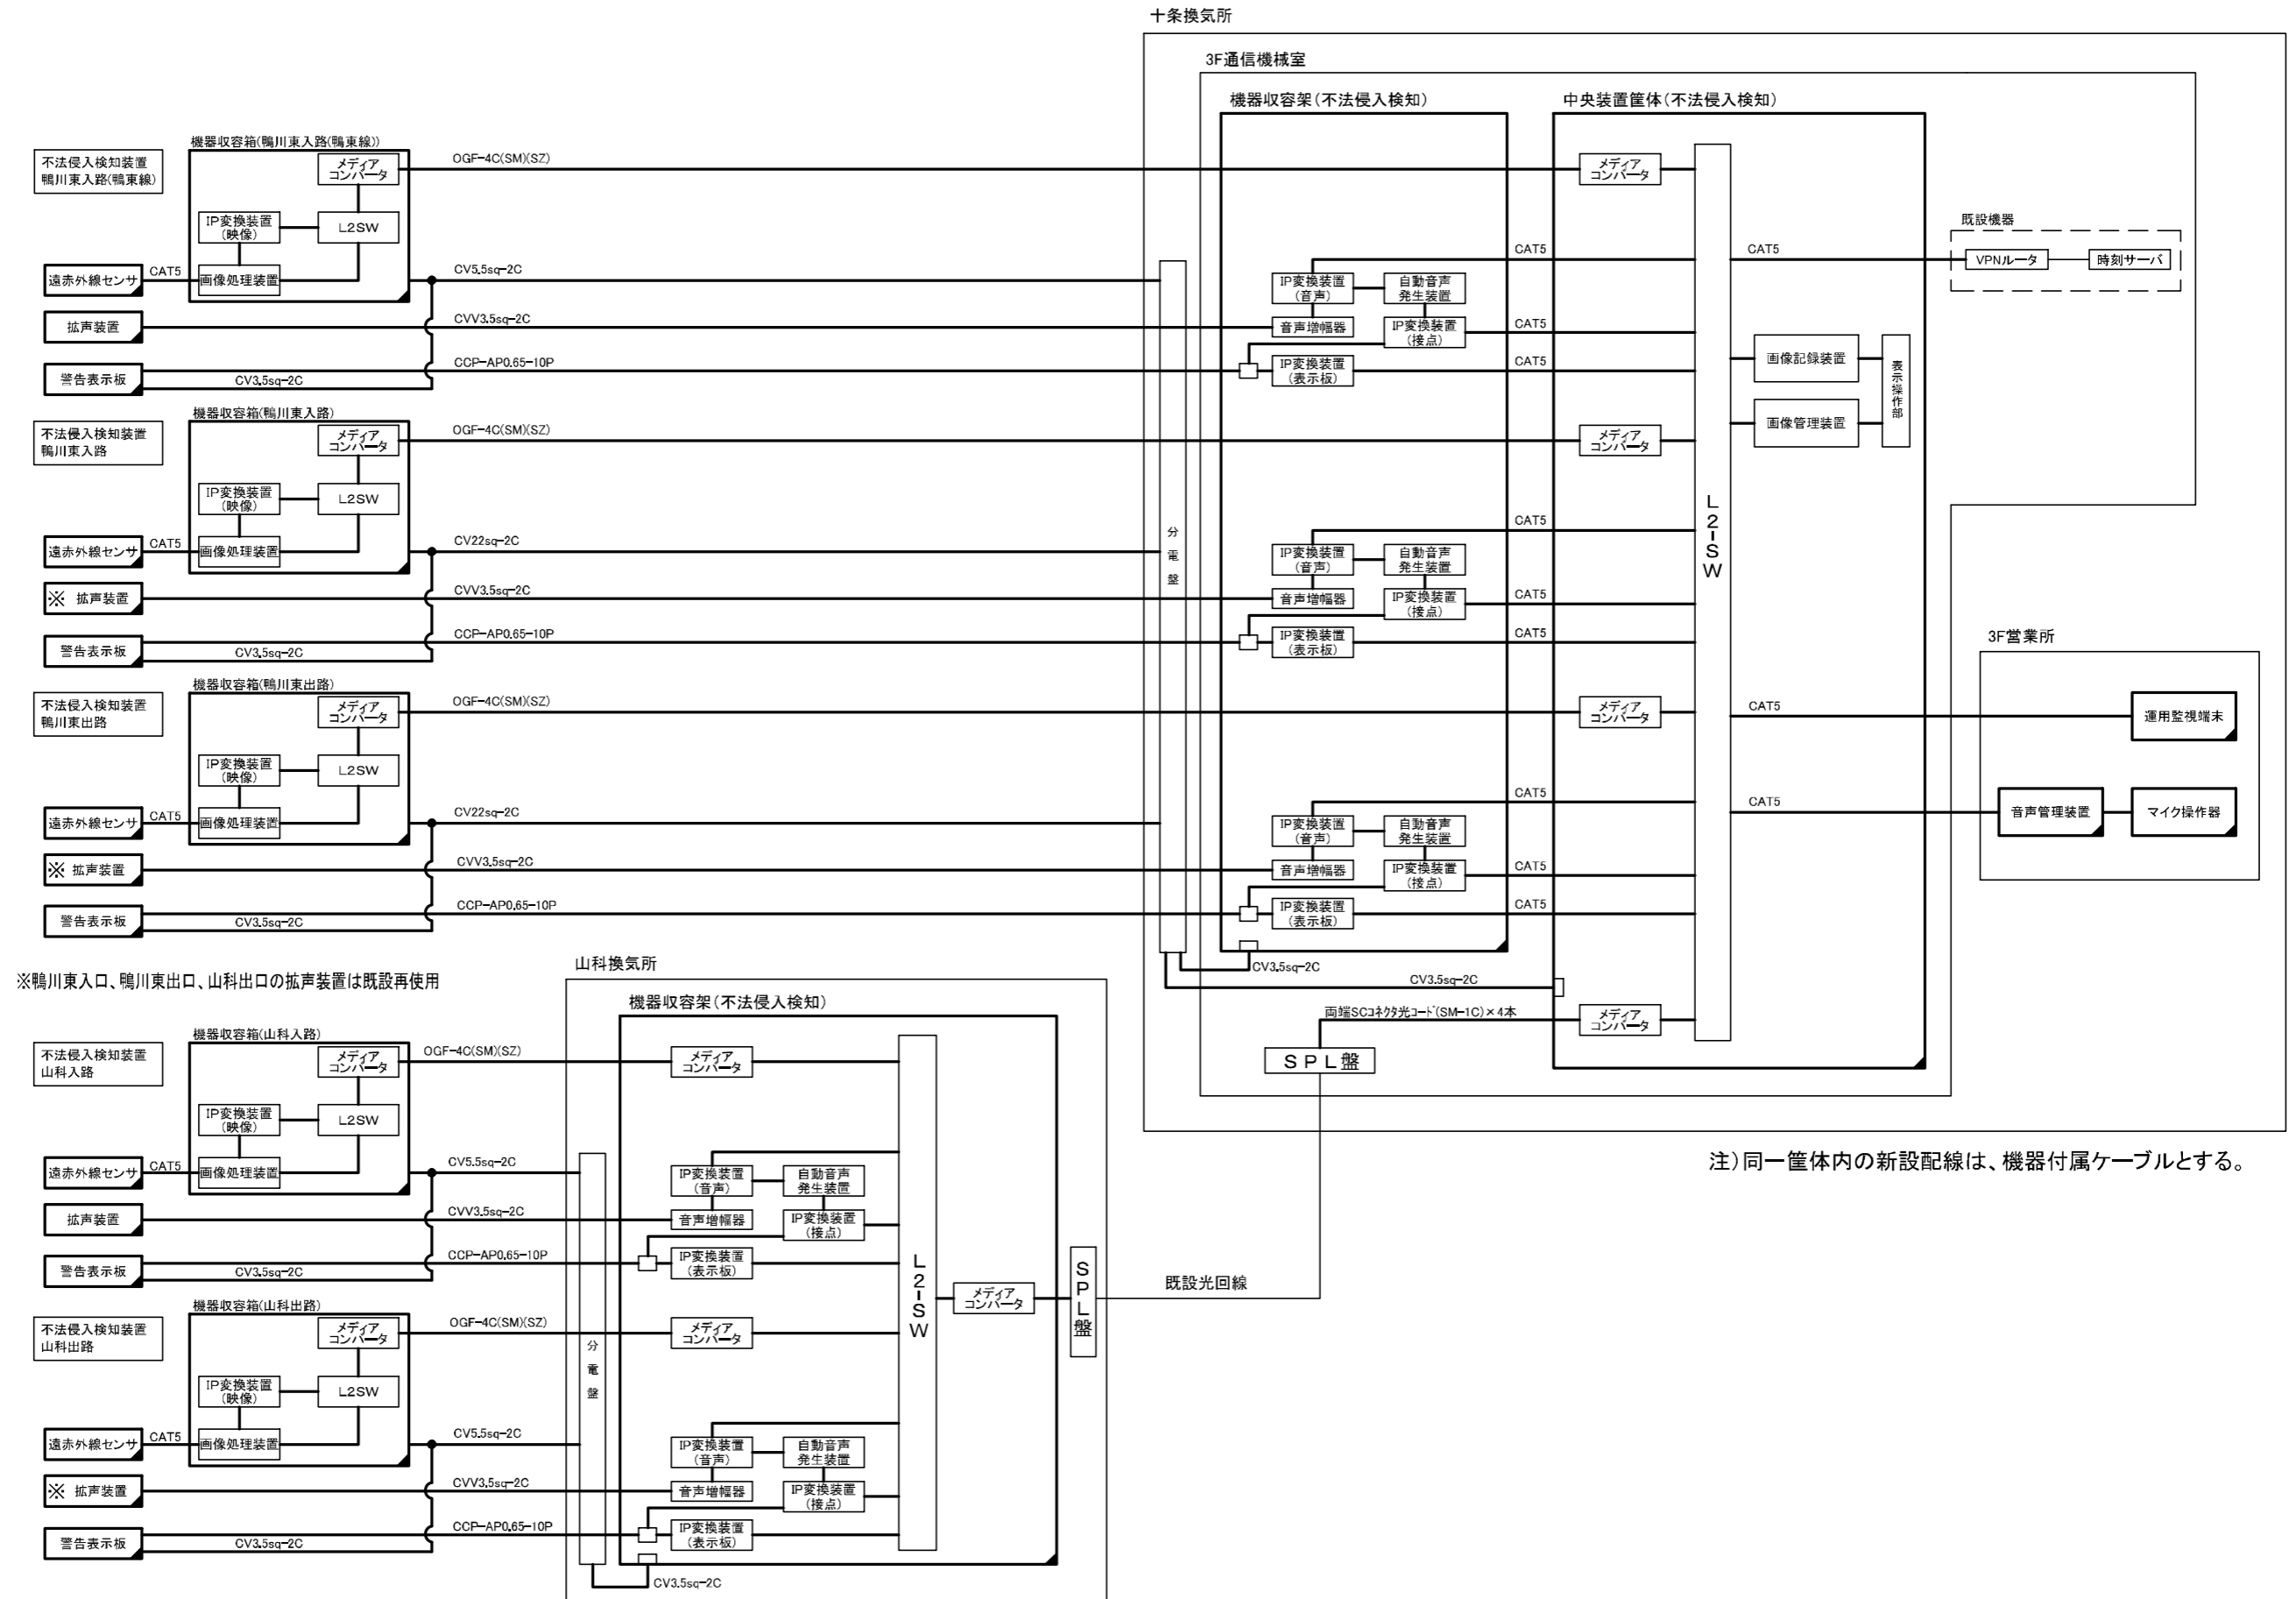 十条換気所
3F通信機械室
機器収容架(不法侵入検知)
中央装置筐体(不法侵入検知)
不法侵入検知装置
鴨川東入路(鴨東線)
機器収容箱(鴨川東入路(鴨東線))
メディア
コンバータ
IP変換装置
(映像)
L2SW
画像処理装置
遠赤外線センサ
CAT5
拡声装置
警告表示板
OGF-4C(SM)(SZ)
CV5.5sq-2C
CVV3.5sq-2C
CCP-AP0.65-10P
CV3.5sq-2C
IP変換装置
(音声)
自動音声
発生装置
音声増幅器
IP変換装置
(接点)
IP変換装置
(表示板)
CAT5
CAT5
CAT5
メディア
コンバータ
CAT5
既設機器
VPNルータ
時刻サーバ
画像記録装置
画像管理装置
表示操作部
不法侵入検知装置
鴨川東入路
機器収容箱(鴨川東入路)
メディア
コンバータ
IP変換装置
(映像)
L2SW
画像処理装置
遠赤外線センサ
CAT5
※ 拡声装置
警告表示板
OGF-4C(SM)(SZ)
CV22sq-2C
CVV3.5sq-2C
CCP-AP0.65-10P
CV3.5sq-2C
分電盤
IP変換装置
(音声)
自動音声
発生装置
音声増幅器
IP変換装置
(接点)
IP変換装置
(表示板)
CAT5
CAT5
CAT5
メディア
コンバータ
L2-SW
不法侵入検知装置
鴨川東出路
機器収容箱(鴨川東出路)
メディア
コンバータ
IP変換装置
(映像)
L2SW
画像処理装置
遠赤外線センサ
CAT5
※ 拡声装置
警告表示板
OGF-4C(SM)(SZ)
CV22sq-2C
CVV3.5sq-2C
CCP-AP0.65-10P
CV3.5sq-2C
IP変換装置
(音声)
自動音声
発生装置
音声増幅器
IP変換装置
(接点)
IP変換装置
(表示板)
CAT5
CAT5
CAT5
メディア
コンバータ
3F営業所
CAT5
運用監視端末
CAT5
音声管理装置
マイク操作器
CV3.5sq-2C
CV3.5sq-2C
両端SCコネクタ光コード(SM-1C)×4本
メディア
コンバータ
SPL盤
※鴨川東入口、鴨川東出口、山科出口の拡声装置は既設再使用
山科換気所
機器収容架(不法侵入検知)
不法侵入検知装置
山科入路
機器収容箱(山科入路)
メディア
コンバータ
IP変換装置
(映像)
L2SW
画像処理装置
遠赤外線センサ
CAT5
拡声装置
警告表示板
OGF-4C(SM)(SZ)
CV5.5sq-2C
CVV3.5sq-2C
CCP-AP0.65-10P
CV3.5sq-2C
メディア
コンバータ
IP変換装置
(音声)
自動音声
発生装置
音声増幅器
IP変換装置
(接点)
IP変換装置
(表示板)
L2-SW
メディア
コンバータ
SPL盤
既設光回線
注)同一筐体内の新設配線は、機器付属ケーブルとする。
不法侵入検知装置
山科出路
機器収容箱(山科出路)
メディア
コンバータ
IP変換装置
(映像)
L2SW
画像処理装置
遠赤外線センサ
CAT5
※ 拡声装置
警告表示板
OGF-4C(SM)(SZ)
CV5.5sq-2C
CVV3.5sq-2C
CCP-AP0.65-10P
CV3.5sq-2C
分電盤
メディア
コンバータ
IP変換装置
(音声)
自動音声
発生装置
音声増幅器
IP変換装置
(接点)
IP変換装置
(表示板)
CV3.5sq-2C